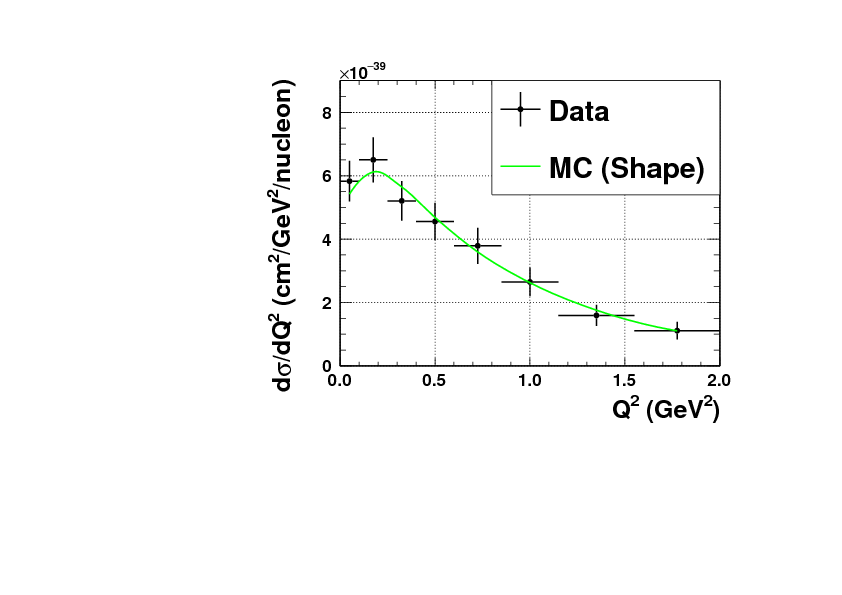 ×10⁻³⁹
Data
MC (Shape)
8
6
4
2
0
0.0 0.5 1.0 1.5 2.0
Q² (GeV²)
dσ/dQ² (cm²/GeV²/nucleon)